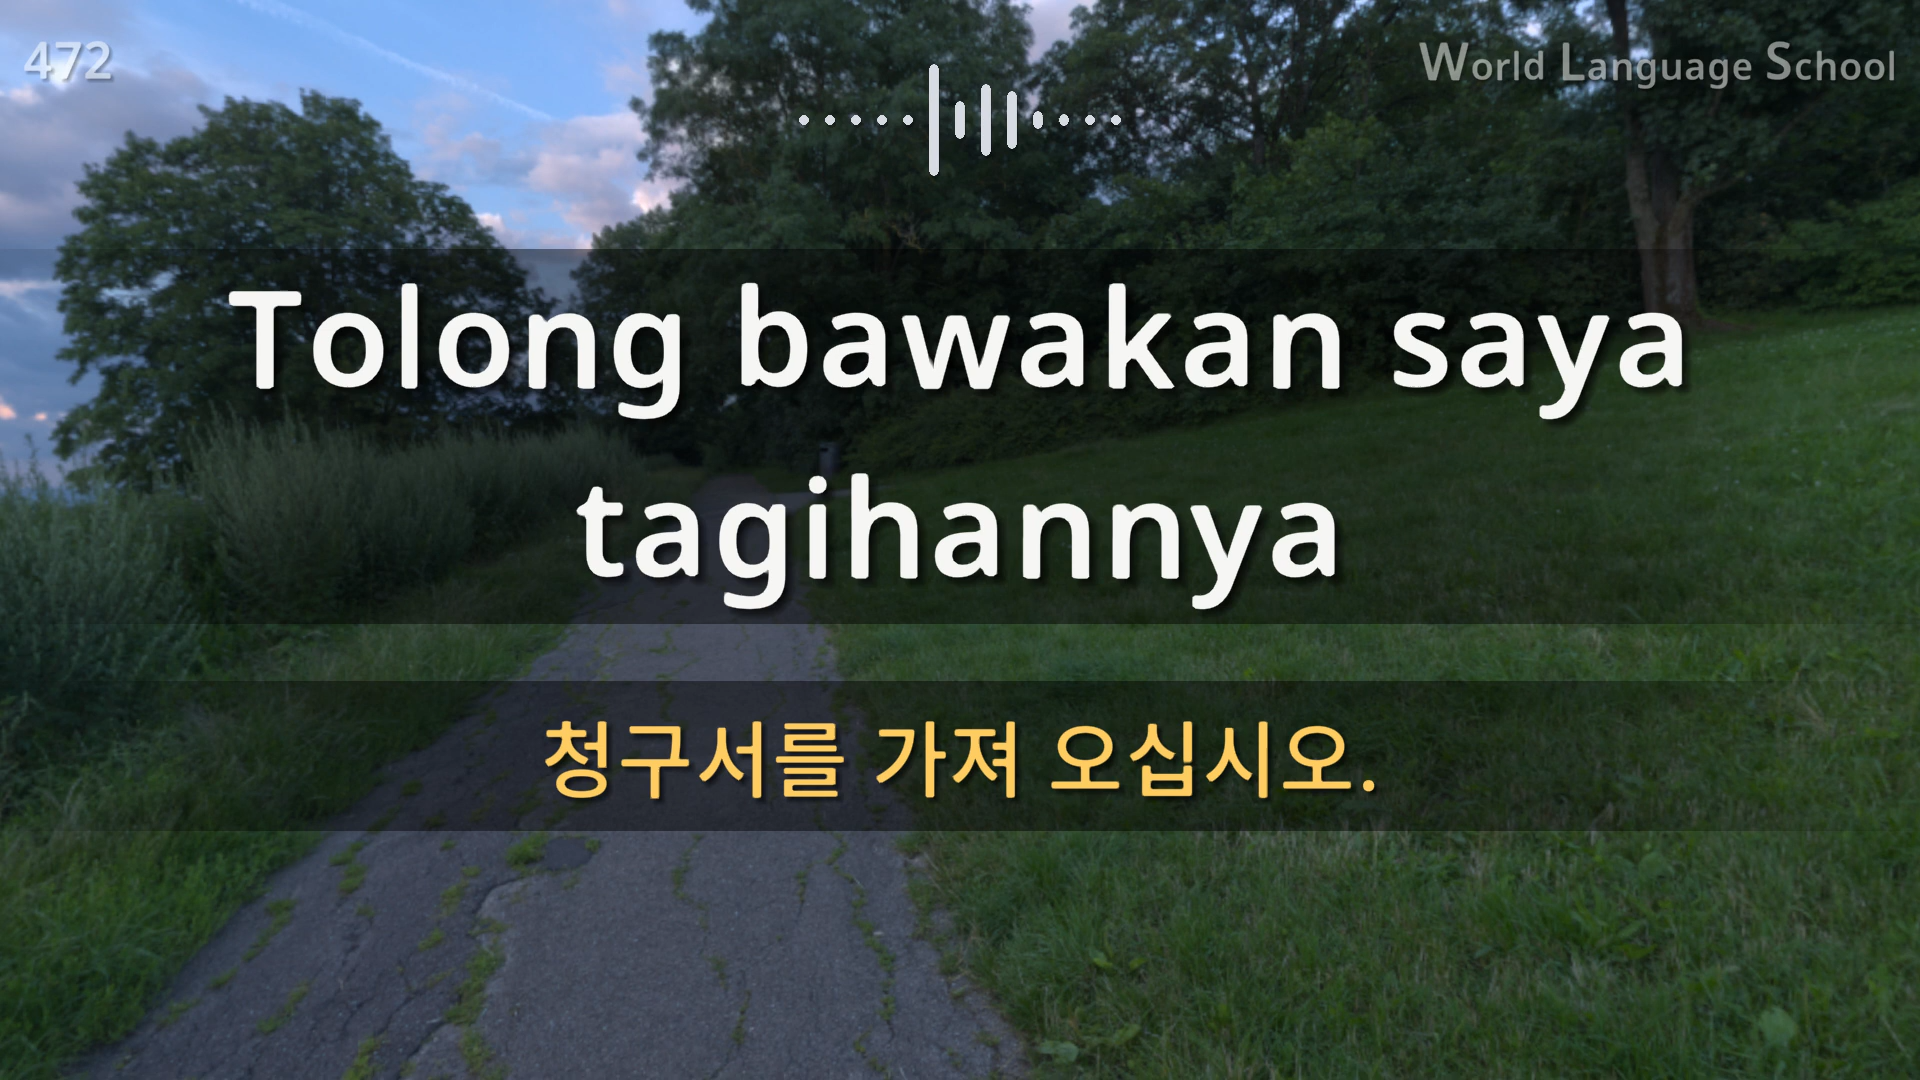 472
World Language School
Tolong bawakan saya
tagihannya
청구서를 가져 오십시오.